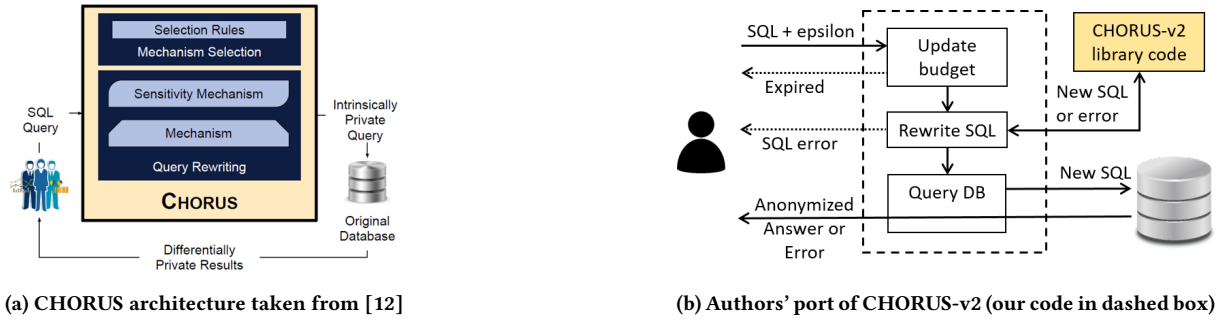 Selection Rules
Mechanism Selection
Sensitivity Mechanism
Mechanism
Query Rewriting
CHORUS
SQL
Query
Intrinsically
Private
Query
Original
Database
Differentially
Private Results
(a) CHORUS architecture taken from [12]
SQL + epsilon
Expired
SQL error
Anonymized
Answer or
Error
Update
budget
Rewrite SQL
Query DB
CHORUS-v2
library code
New SQL
or error
New SQL
(b) Authors' port of CHORUS-v2 (our code in dashed box)